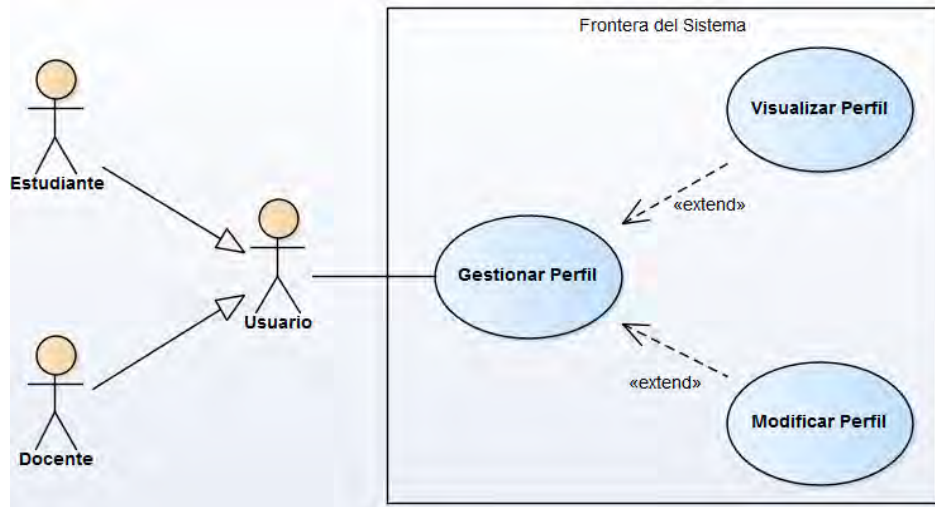 Frontera del Sistema
Visualizar Perfil
Estudiante
«extend»
Gestionar Perfil
Usuario
«extend»
Modificar Perfil
Docente